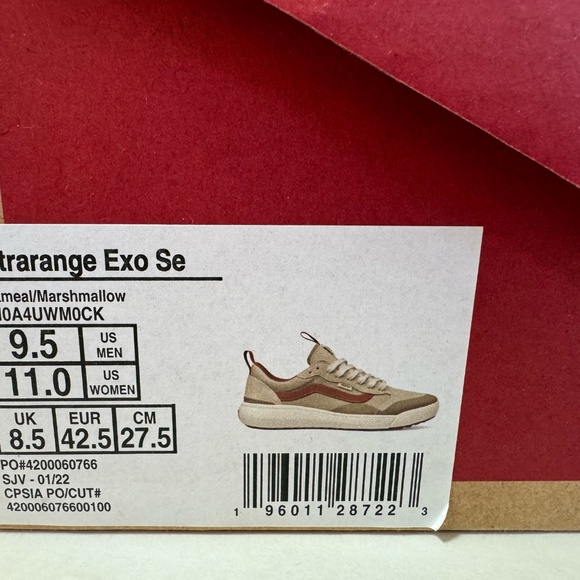 trarange Exo Se
meal/Marshmallow
0A4UWM0CK
9.5 US MEN
11.0 US WOMEN
UK EUR CM
8.5 42.5 27.5
PO#4200060766
SJV - 01/22
CPSIA PO/CUT#
420006076600100
1 96011 28722 3